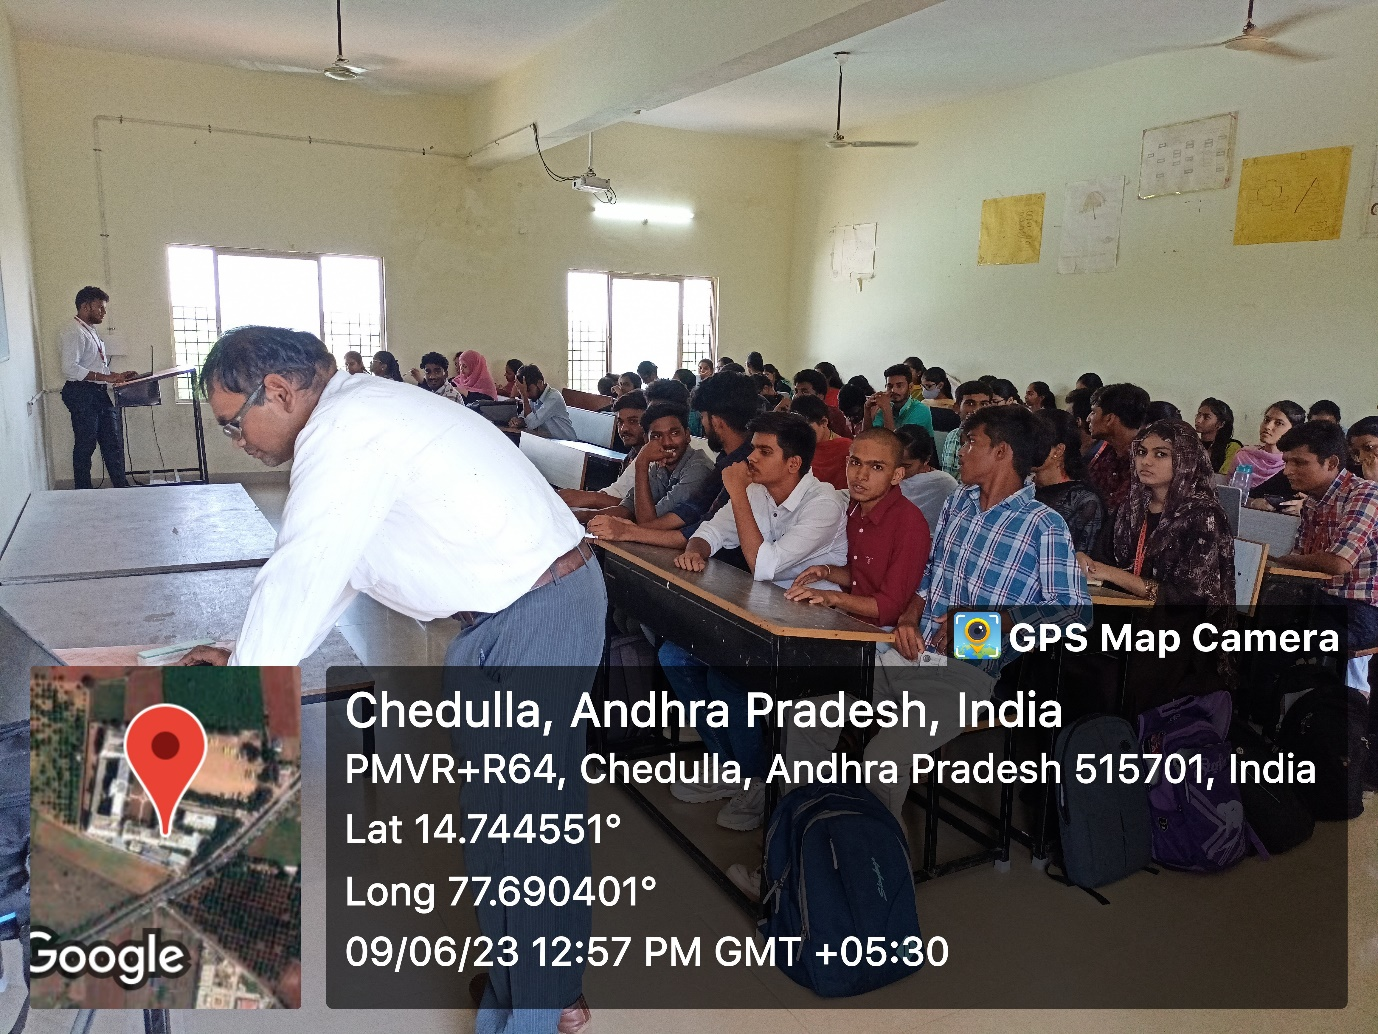 GPS Map Camera
Chedulla, Andhra Pradesh, India
PMVR+R64, Chedulla, Andhra Pradesh 515701, India
Lat 14.744551°
Long 77.690401°
09/06/23 12:57 PM GMT +05:30
Google